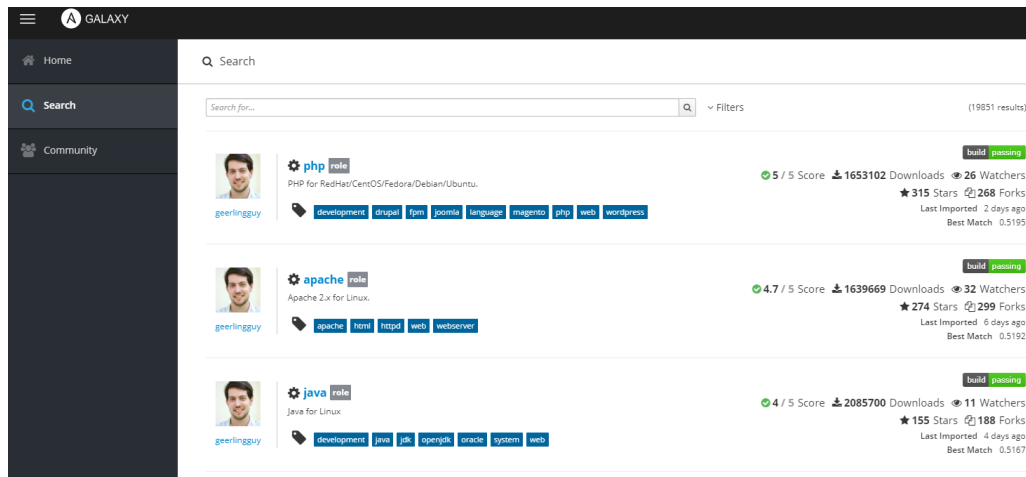 A GALAXY
Home
Search
Community
Search
Search for...
Filters
(19851 results)
geerlingguy
php role
PHP for RedHat/CentOS/Fedora/Debian/Ubuntu.
development drupal fpm joomla language magento php web wordpress
build passing
5 / 5 Score 1653102 Downloads 26 Watchers
315 Stars 268 Forks
Last Imported 2 days ago
Best Match 0.5195
geerlingguy
apache role
Apache 2.x for Linux.
apache html httpd web webserver
build passing
4.7 / 5 Score 1639669 Downloads 32 Watchers
274 Stars 299 Forks
Last Imported 6 days ago
Best Match 0.5192
geerlingguy
java role
Java for Linux
development java jdk openjdk oracle system web
build passing
4 / 5 Score 2085700 Downloads 11 Watchers
155 Stars 188 Forks
Last Imported 4 days ago
Best Match 0.5167